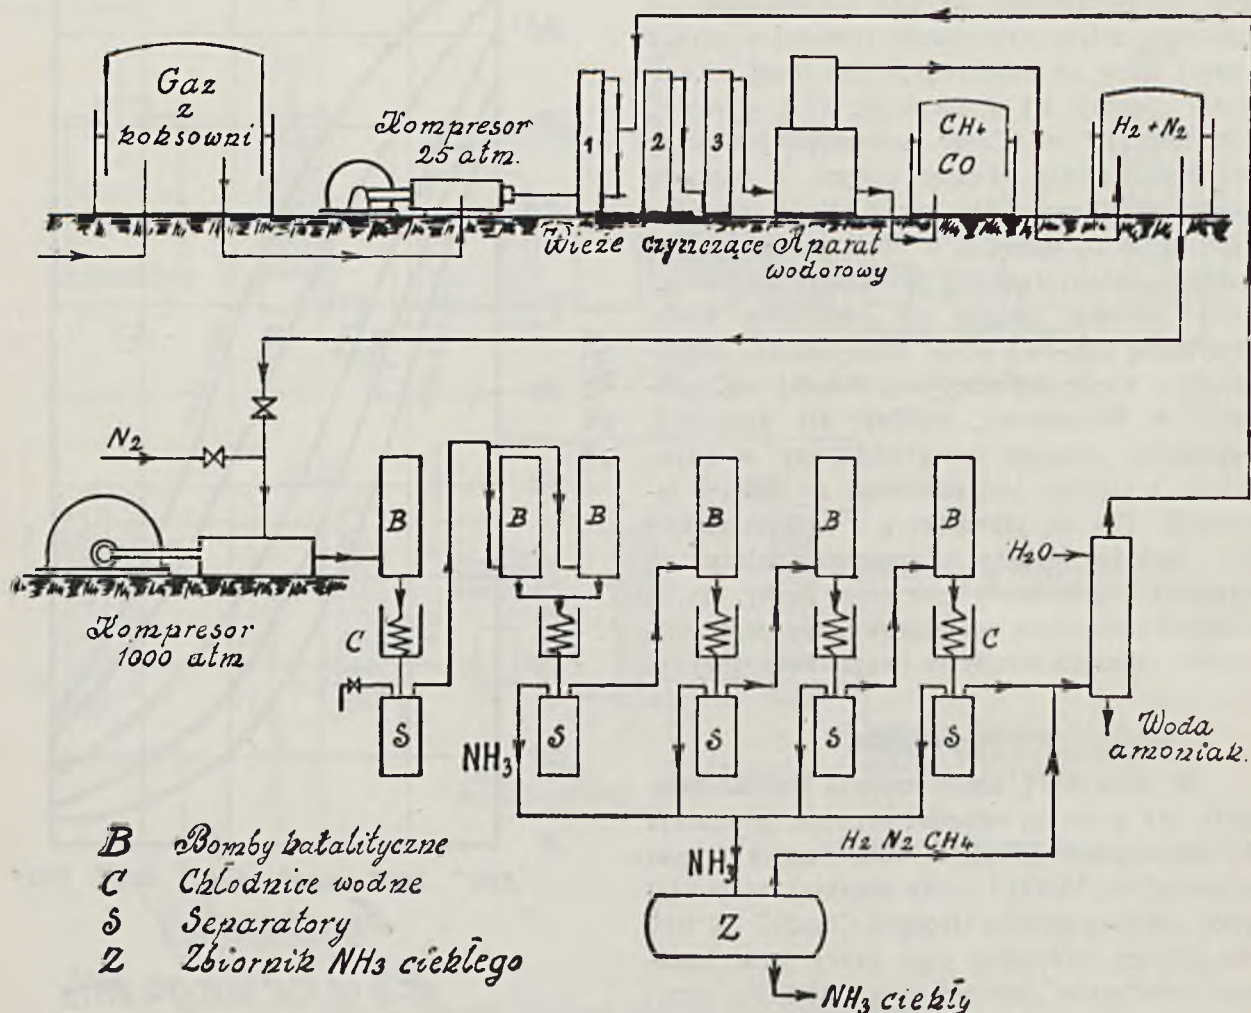 Gaz
z
koksowni
Kompresor
25 atm.
1
2
3
CH4
CO
H2 + N2
Wieże czyszczące
Aparat
wodorowy
N2
Kompresor
1000 atm
B
B
B
B
B
B
C
C
S
S
S
S
S
H2O
Woda
amoniak.
NH3
NH3
H2 N2 CH4
Z
NH3 ciekły
B Bomby katalityczne
C Chłodnice wodne
S Separatory
Z Zbiornik NH3 ciekłego